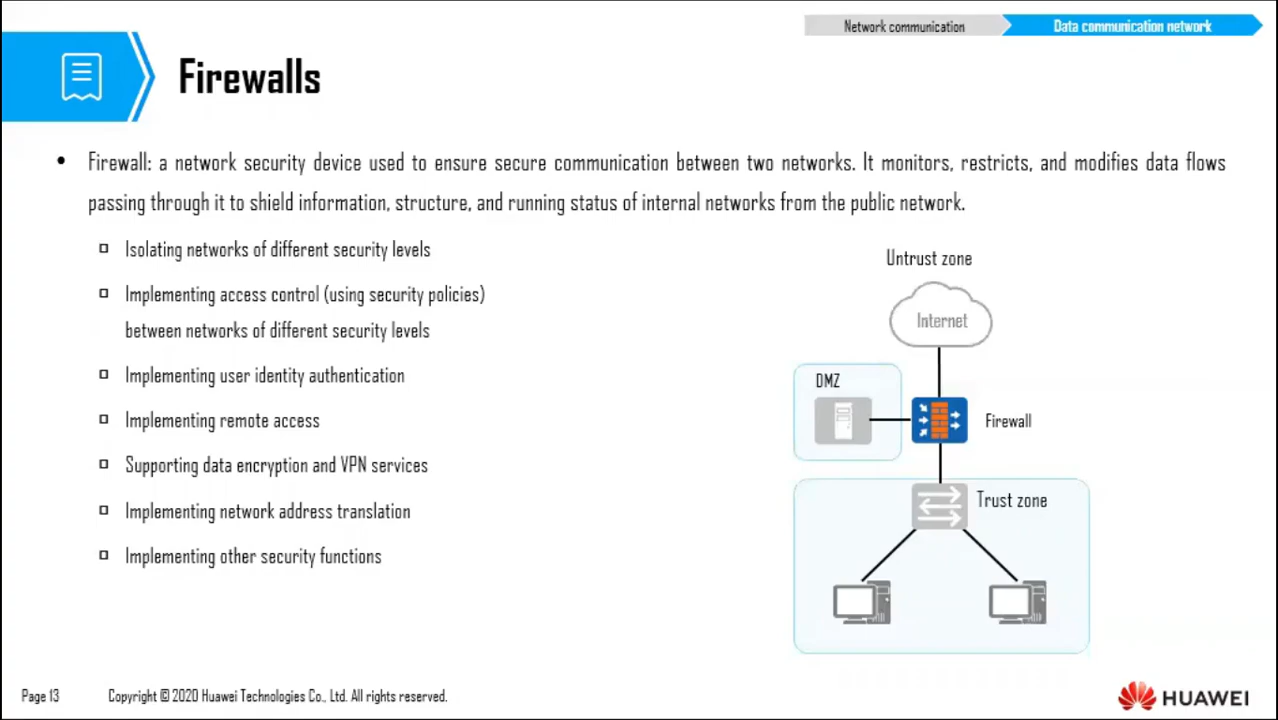 Network communication
Data communication network
Firewalls
• Firewall: a network security device used to ensure secure communication between two networks. It monitors, restricts, and modifies data flows
passing through it to shield information, structure, and running status of internal networks from the public network.
Isolating networks of different security levels
Implementing access control (using security policies)
between networks of different security levels
Implementing user identity authentication
Implementing remote access
Supporting data encryption and VPN services
Implementing network address translation
Implementing other security functions
Untrust zone
Internet
DMZ
Firewall
Trust zone
Page 13
Copyright © 2020 Huawei Technologies Co., Ltd. All rights reserved.
HUAWEI